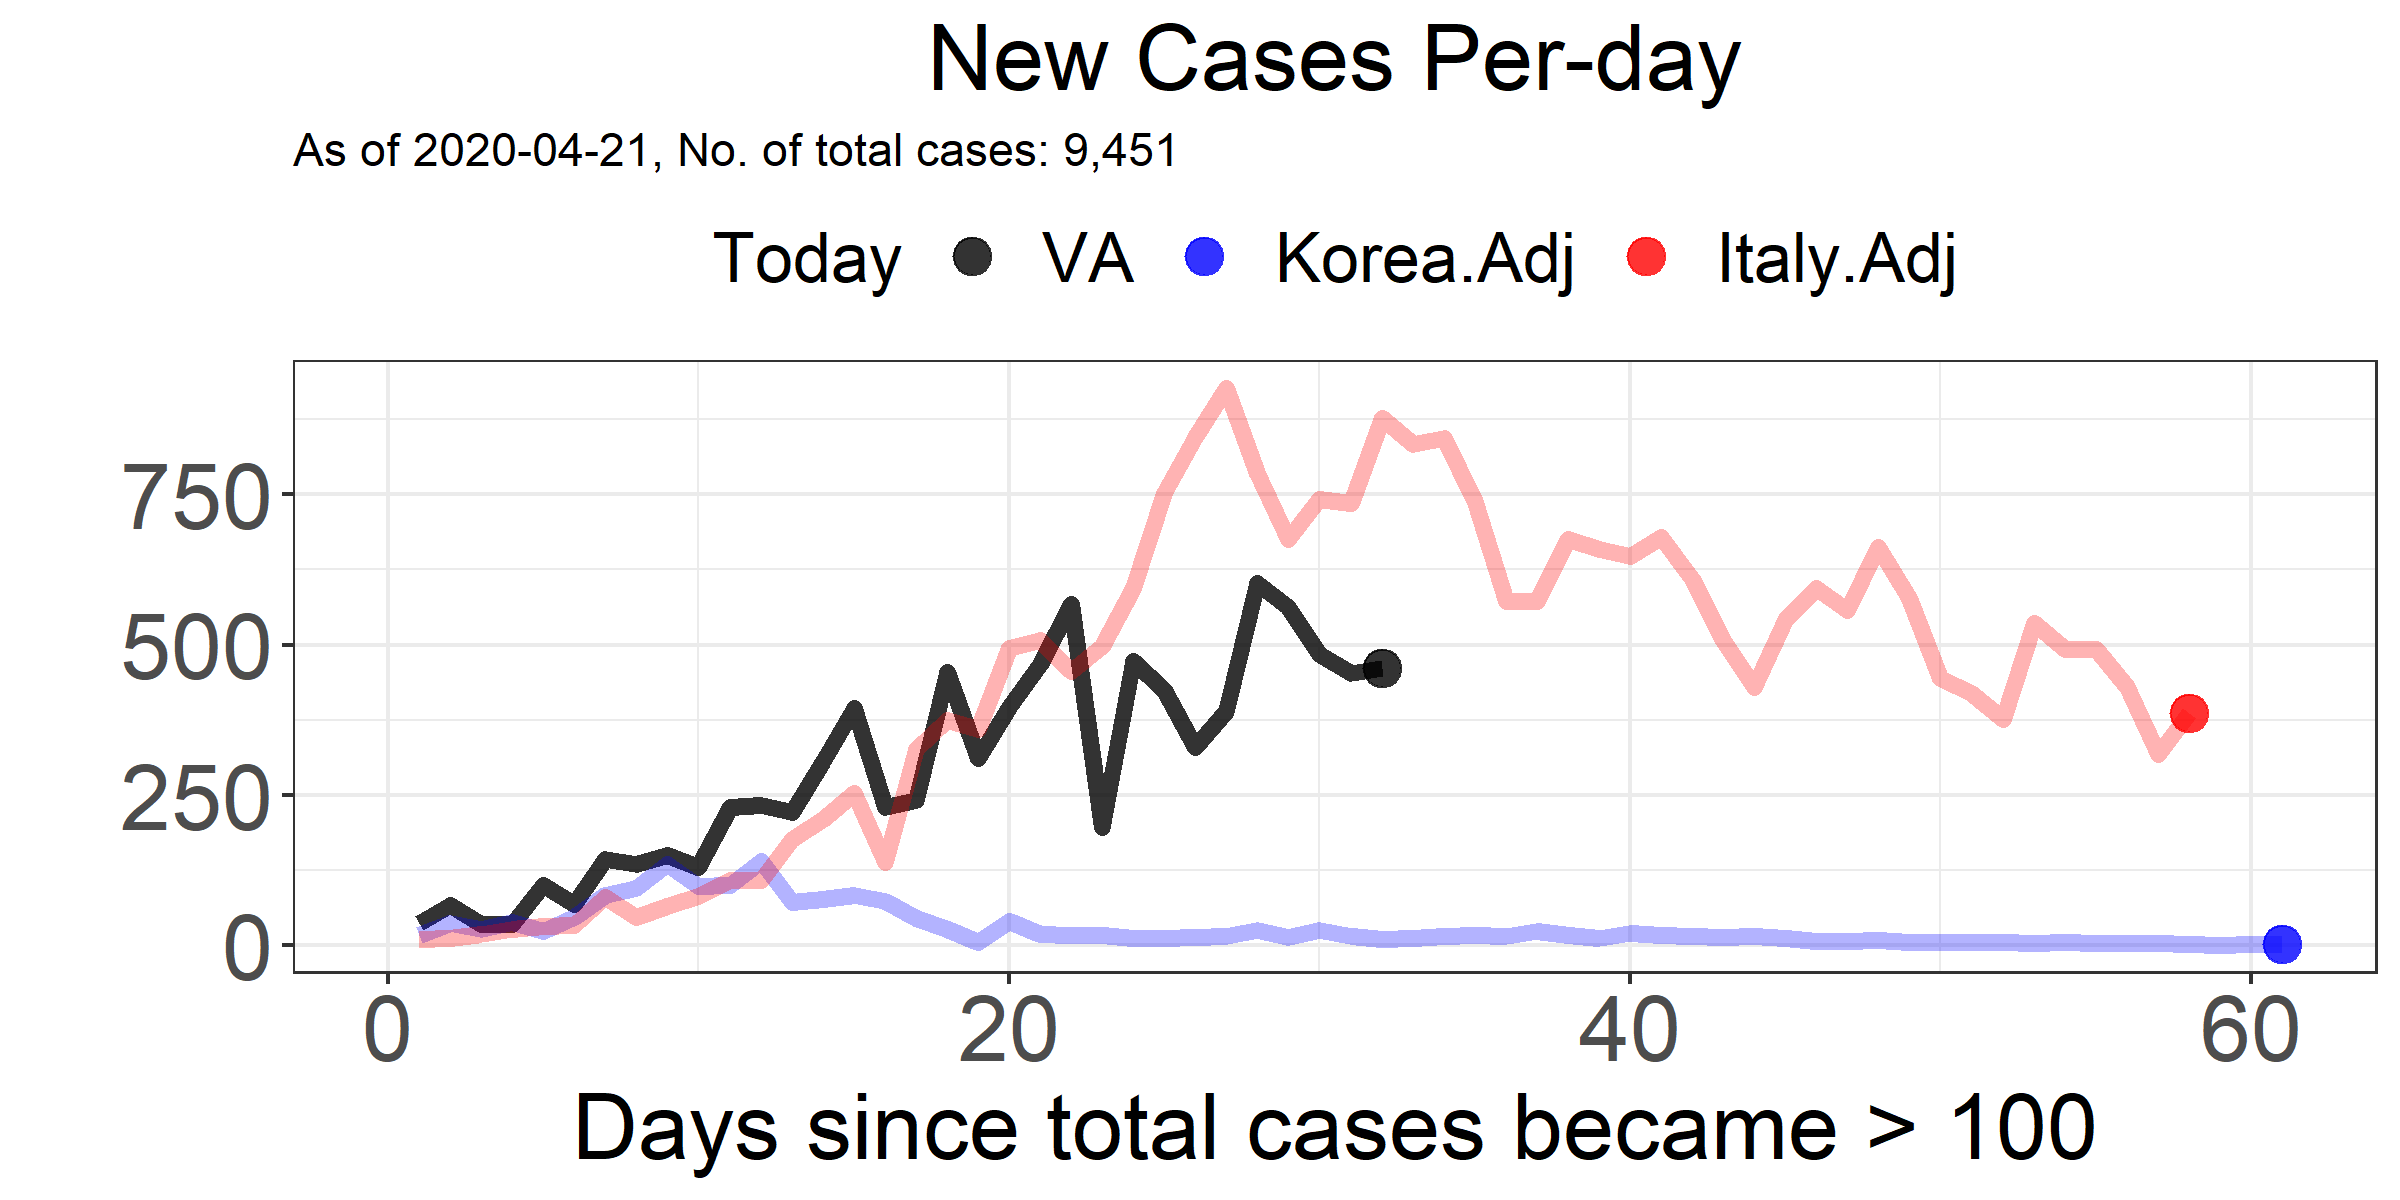 New Cases Per-day
As of 2020-04-21, No. of total cases: 9,451
Today VA Korea.Adj Italy.Adj
750
500
250
0
0 20 40 60
Days since total cases became > 100